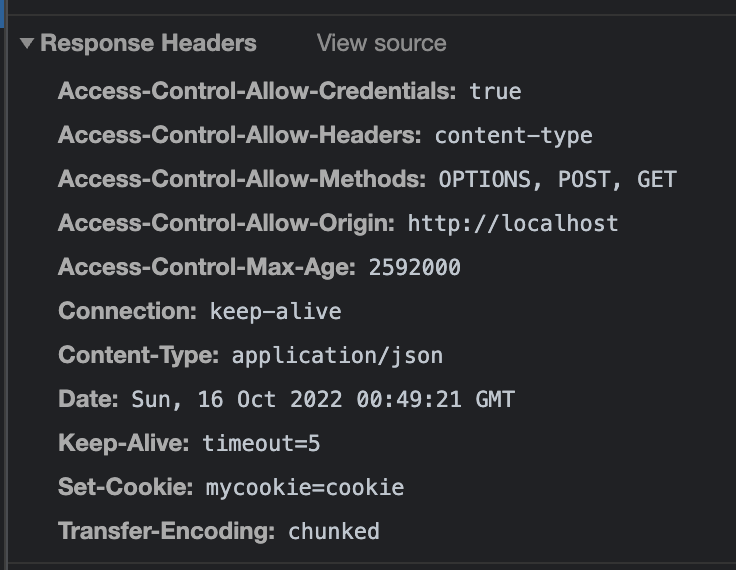 Response Headers View source
Access-Control-Allow-Credentials: true
Access-Control-Allow-Headers: content-type
Access-Control-Allow-Methods: OPTIONS, POST, GET
Access-Control-Allow-Origin: http://localhost
Access-Control-Max-Age: 2592000
Connection: keep-alive
Content-Type: application/json
Date: Sun, 16 Oct 2022 00:49:21 GMT
Keep-Alive: timeout=5
Set-Cookie: mycookie=cookie
Transfer-Encoding: chunked